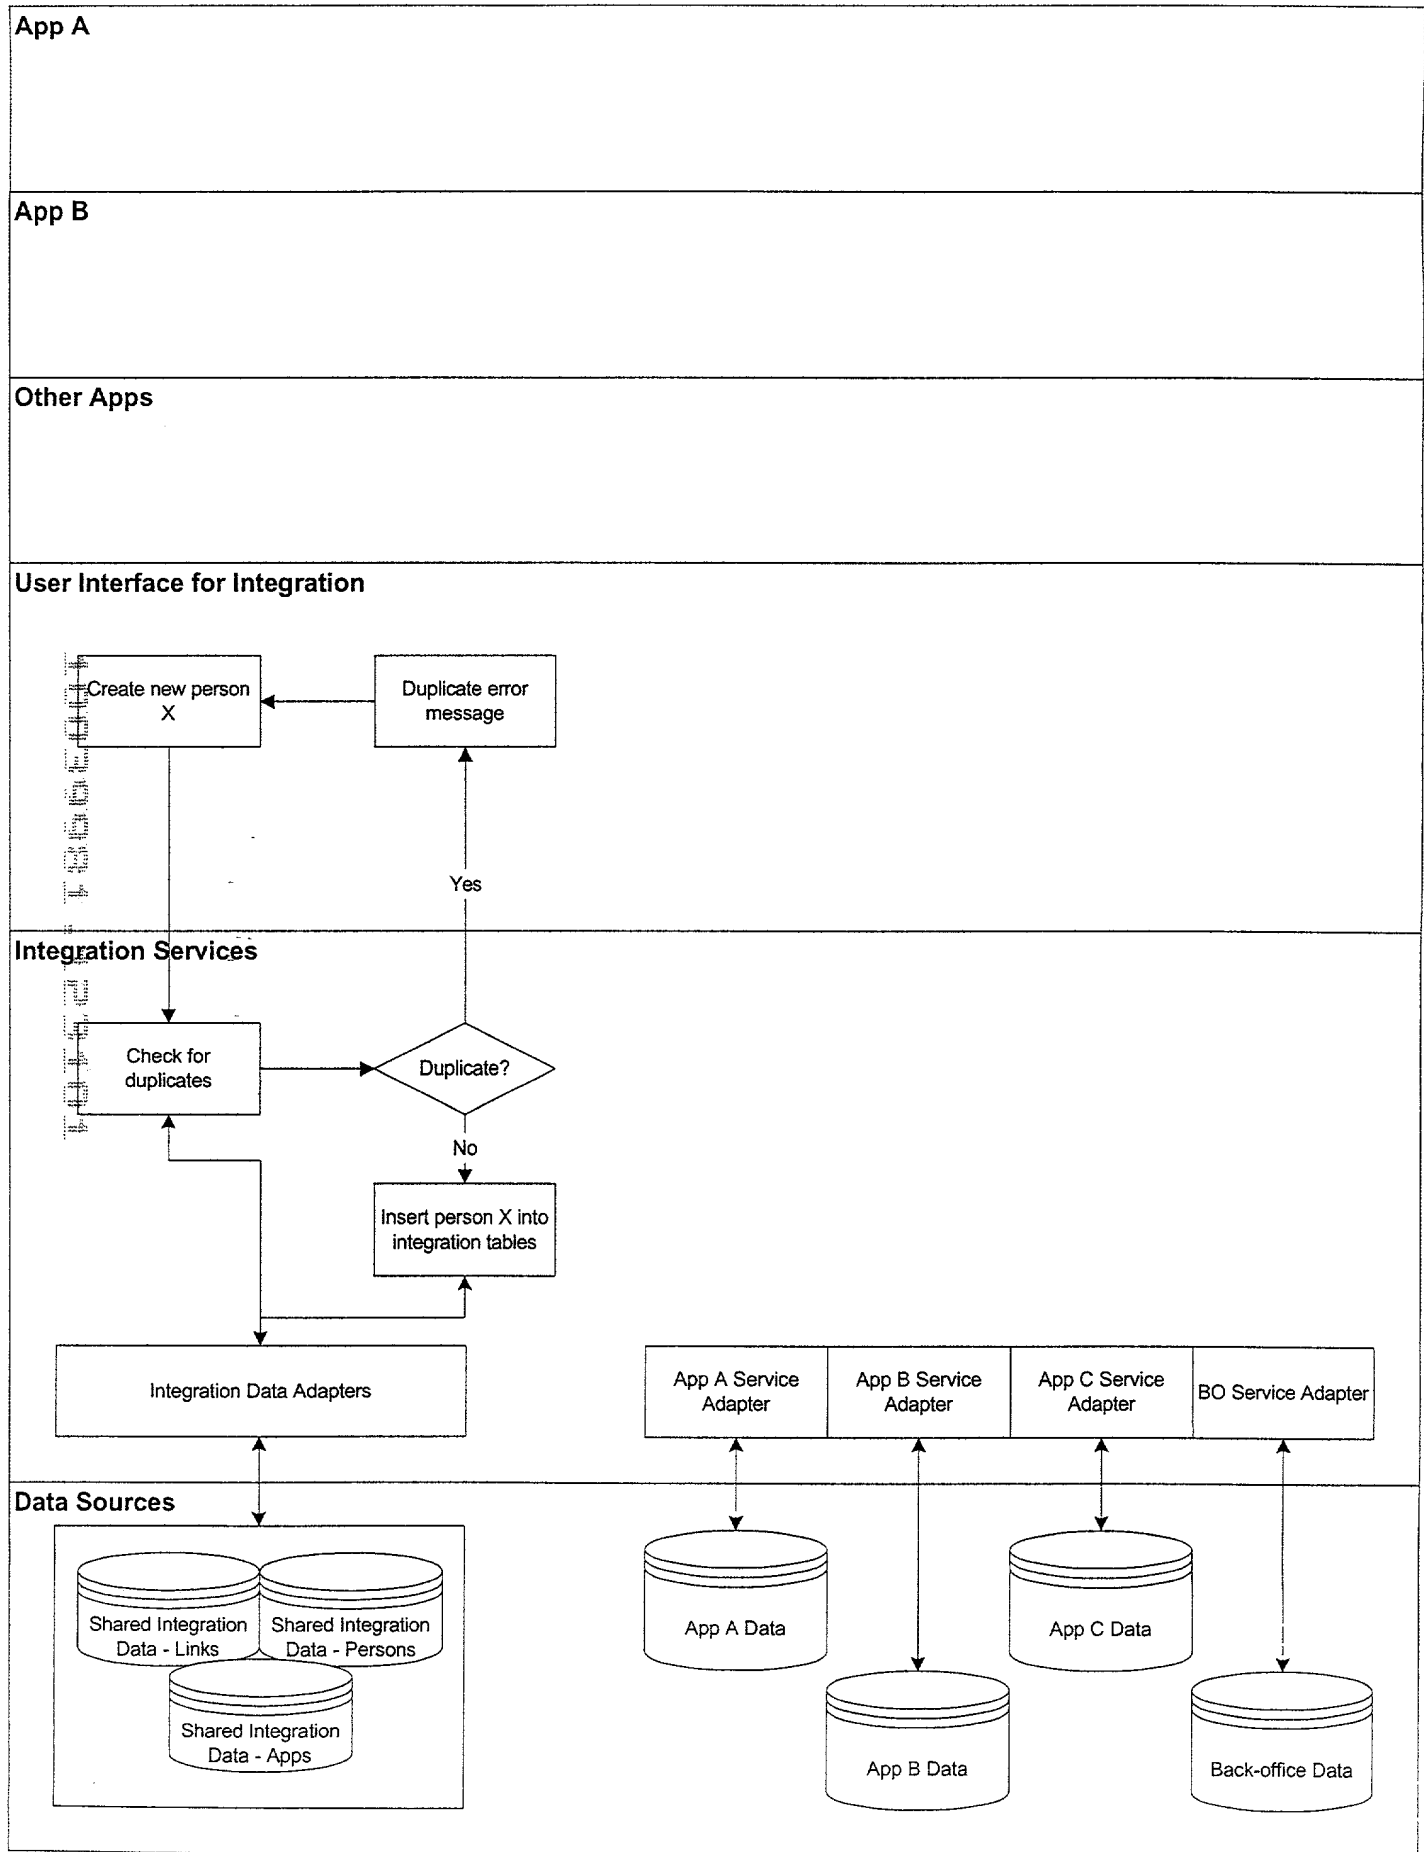 App A
App B
Other Apps
User Interface for Integration
Create new person
X
Duplicate error
message
Yes
Integration Services
Check for
duplicates
Duplicate?
No
Insert person X into
integration tables
Integration Data Adapters
App A Service
Adapter
App B Service
Adapter
App C Service
Adapter
BO Service Adapter
Data Sources
Shared Integration
Data - Links
Shared Integration
Data - Persons
Shared Integration
Data - Apps
App A Data
App B Data
App C Data
Back-office Data